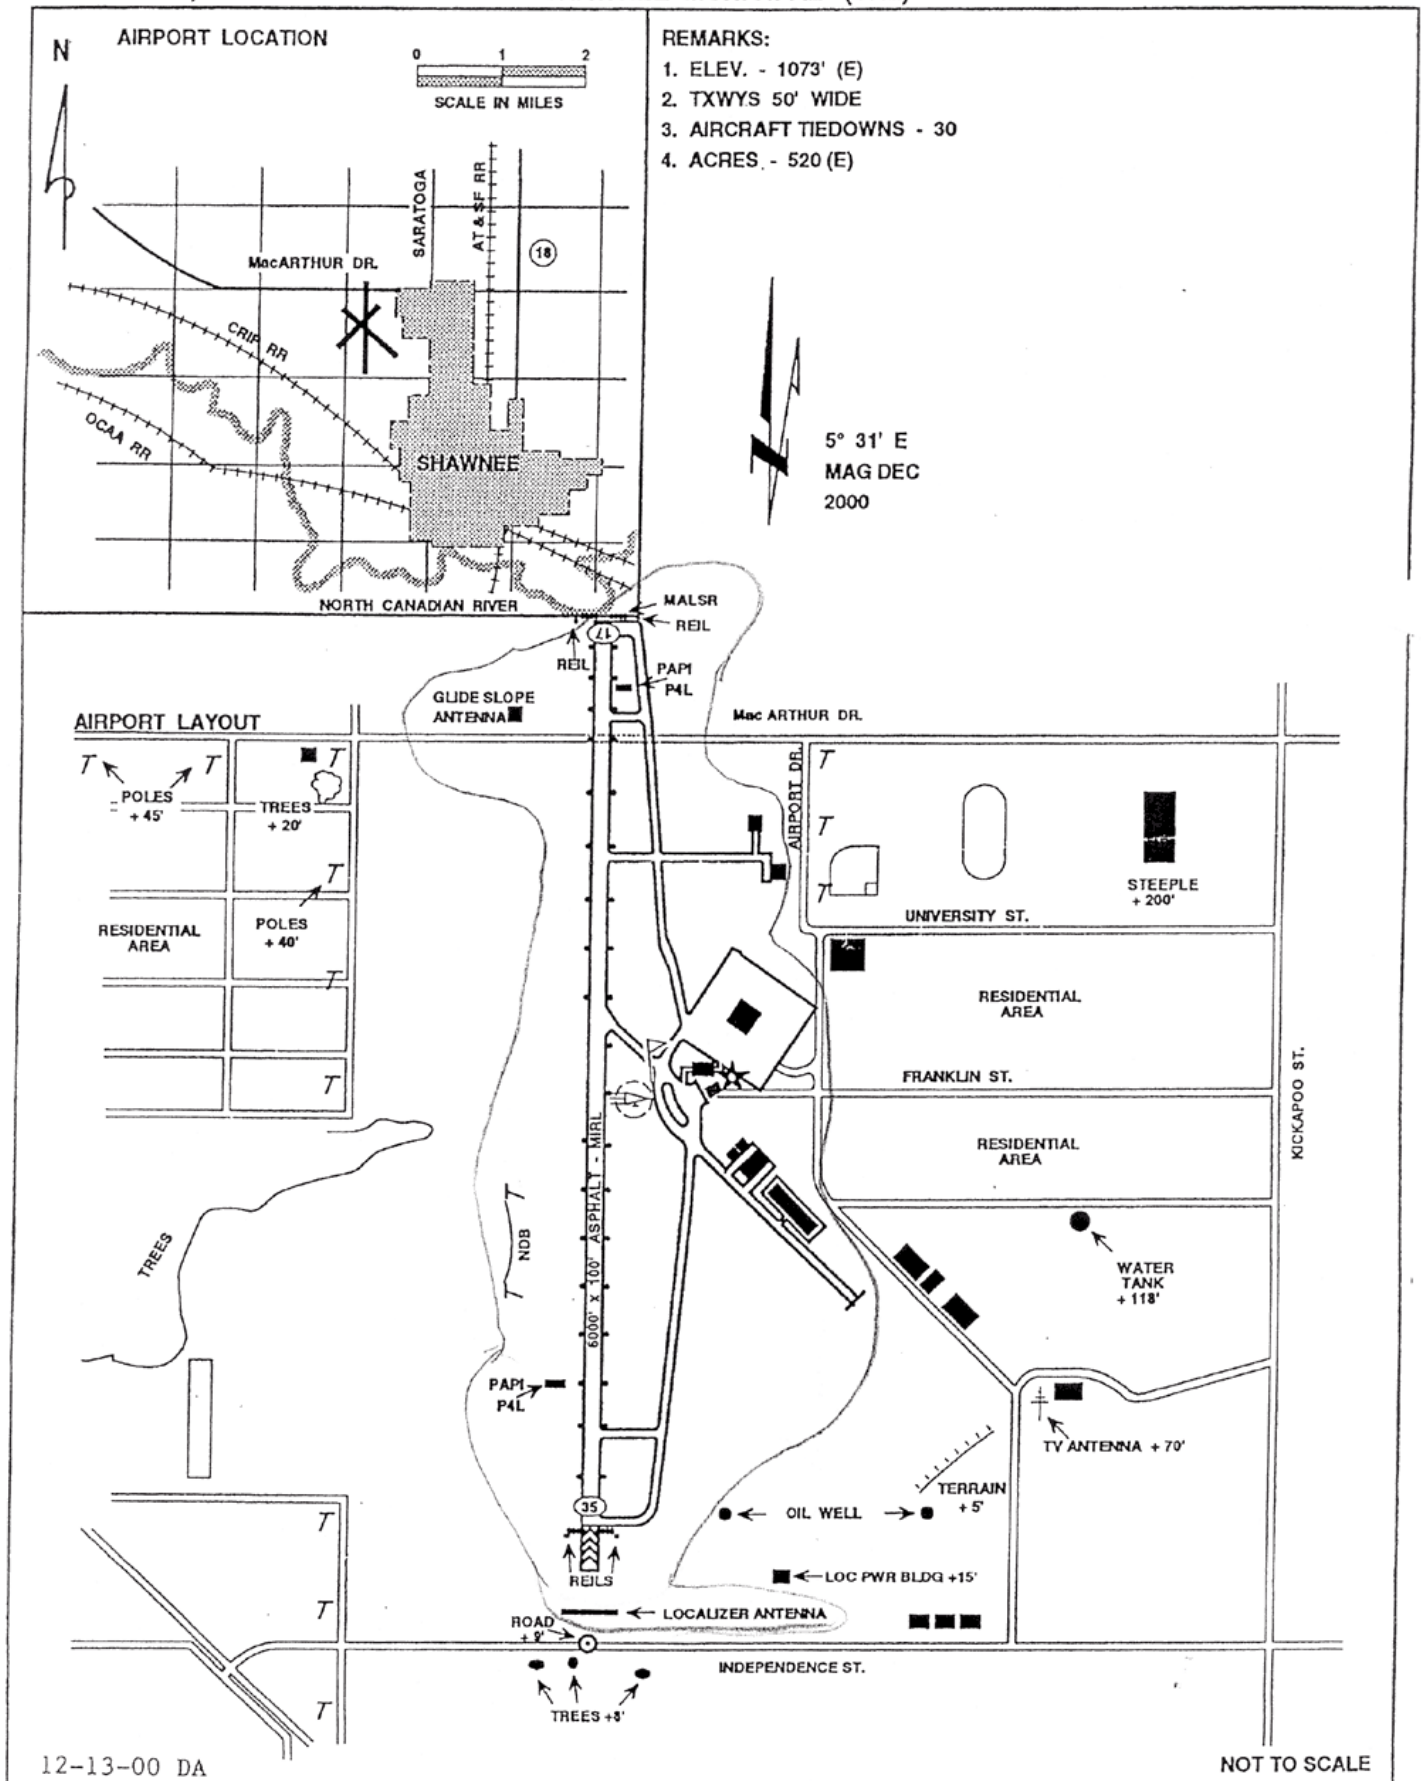 AIRPORT LOCATION
N
0 1 2
SCALE IN MILES
REMARKS:
1. ELEV. - 1073' (E)
2. TXWYS 50' WIDE
3. AIRCRAFT TIEDOWNS - 30
4. ACRES. - 520 (E)
SARATOGA
AT & SF RR
18
MacARTHUR DR.
CRIP RR
OCAA RR
SHAWNEE
5° 31' E
MAG DEC
2000
NORTH CANADIAN RIVER
MALSR
REIL
17
REIL
PAPI
P4L
GLIDE SLOPE
ANTENNA
AIRPORT LAYOUT
Mac ARTHUR DR.
AIRPORT DR.
T
T
T
T
POLES
+ 45'
TREES
+ 20'
T
T
T
STEEPLE
+ 200'
UNIVERSITY ST.
POLES
+ 40'
RESIDENTIAL
AREA
T
RESIDENTIAL
AREA
T
FRANKLIN ST.
KICKAPOO ST.
RESIDENTIAL
AREA
6000' X 100' ASPHALT - MIRL
T
NDB
T
TREES
WATER
TANK
+ 118'
PAPI
P4L
TV ANTENNA + 70'
TERRAIN
+ 5'
35
OIL WELL
T
REILS
LOC PWR BLDG +15'
T
LOCALIZER ANTENNA
ROAD
+ 9'
INDEPENDENCE ST.
T
TREES +8'
12-13-00 DA
NOT TO SCALE